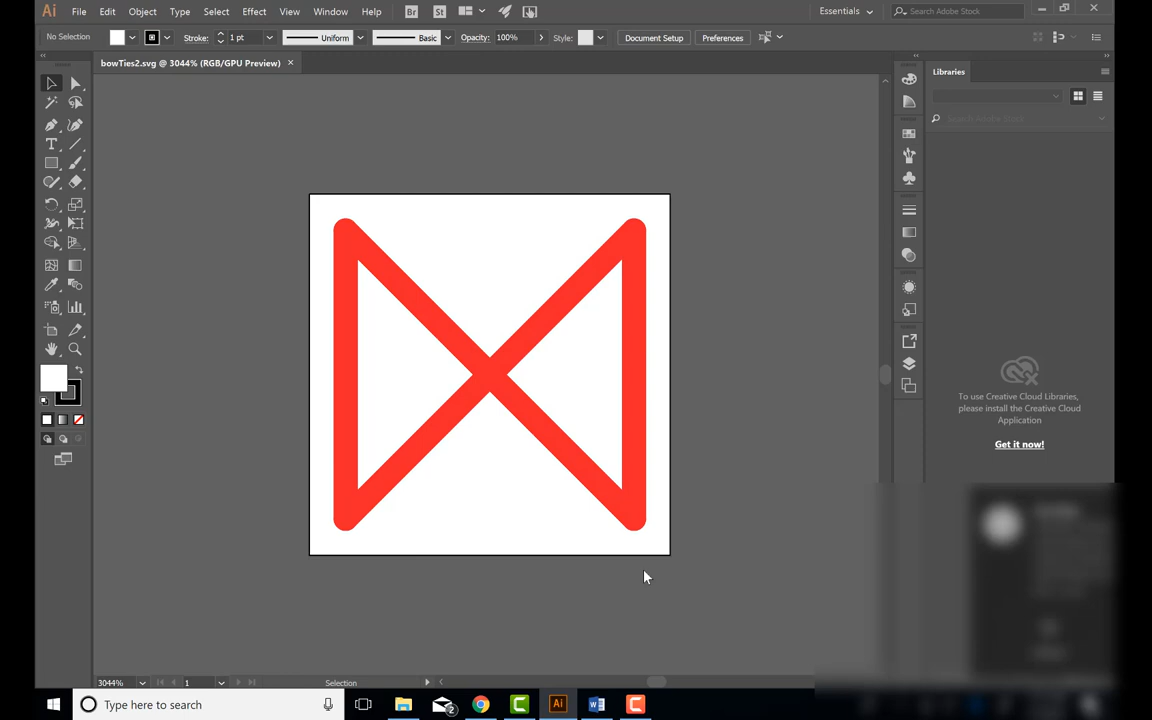 Ai File Edit Object Type Select Effect View Window Help Br St Essentials Search Adobe Stock
No Selection Stroke: 1 pt Uniform Basic Opacity: 100% Style: Document Setup Preferences
bowTies2.svg @ 3044% (RGB/GPU Preview) ×
Libraries
To use Creative Cloud Libraries,
please install the Creative Cloud
Application
Get it now!
3044% 1 Selection
Type here to search 2 Ai